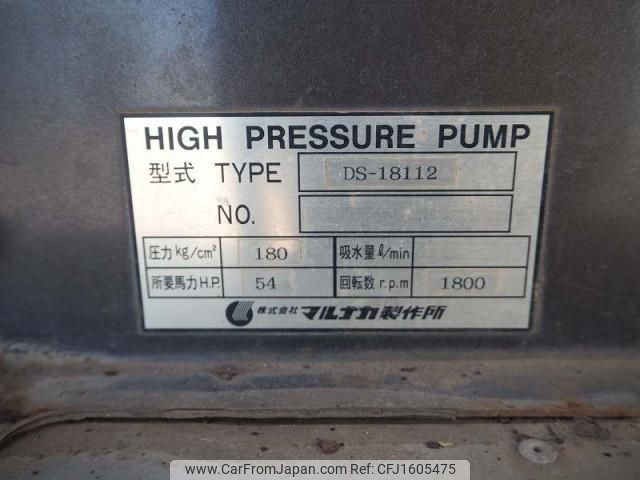 HIGH PRESSURE PUMP
型式 TYPE DS-18112
NO.
圧力 kg/cm² 180 吸水量 ℓ/min
所要馬力 H.P. 54 回転数 r.p.m 1800
株式会社 マルナカ製作所
www.CarFromJapan.com - ID: CFJ1605475